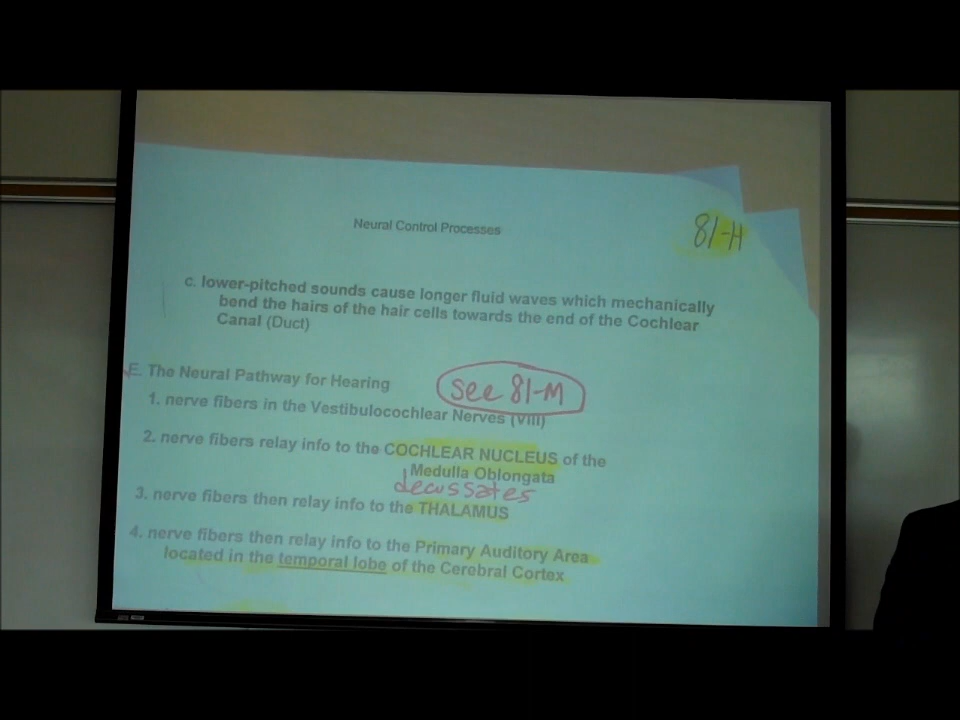 Neural Control Processes
81-H
c. lower-pitched sounds cause longer fluid waves which mechanically
bend the hairs of the hair cells towards the end of the Cochlear
Canal (Duct)
E. The Neural Pathway for Hearing
See 81-M
1. nerve fibers in the Vestibulocochlear Nerves (VIII)
2. nerve fibers relay info to the COCHLEAR NUCLEUS of the
Medulla Oblongata
decussates
3. nerve fibers then relay info to the THALAMUS
4. nerve fibers then relay info to the Primary Auditory Area
located in the temporal lobe of the Cerebral Cortex